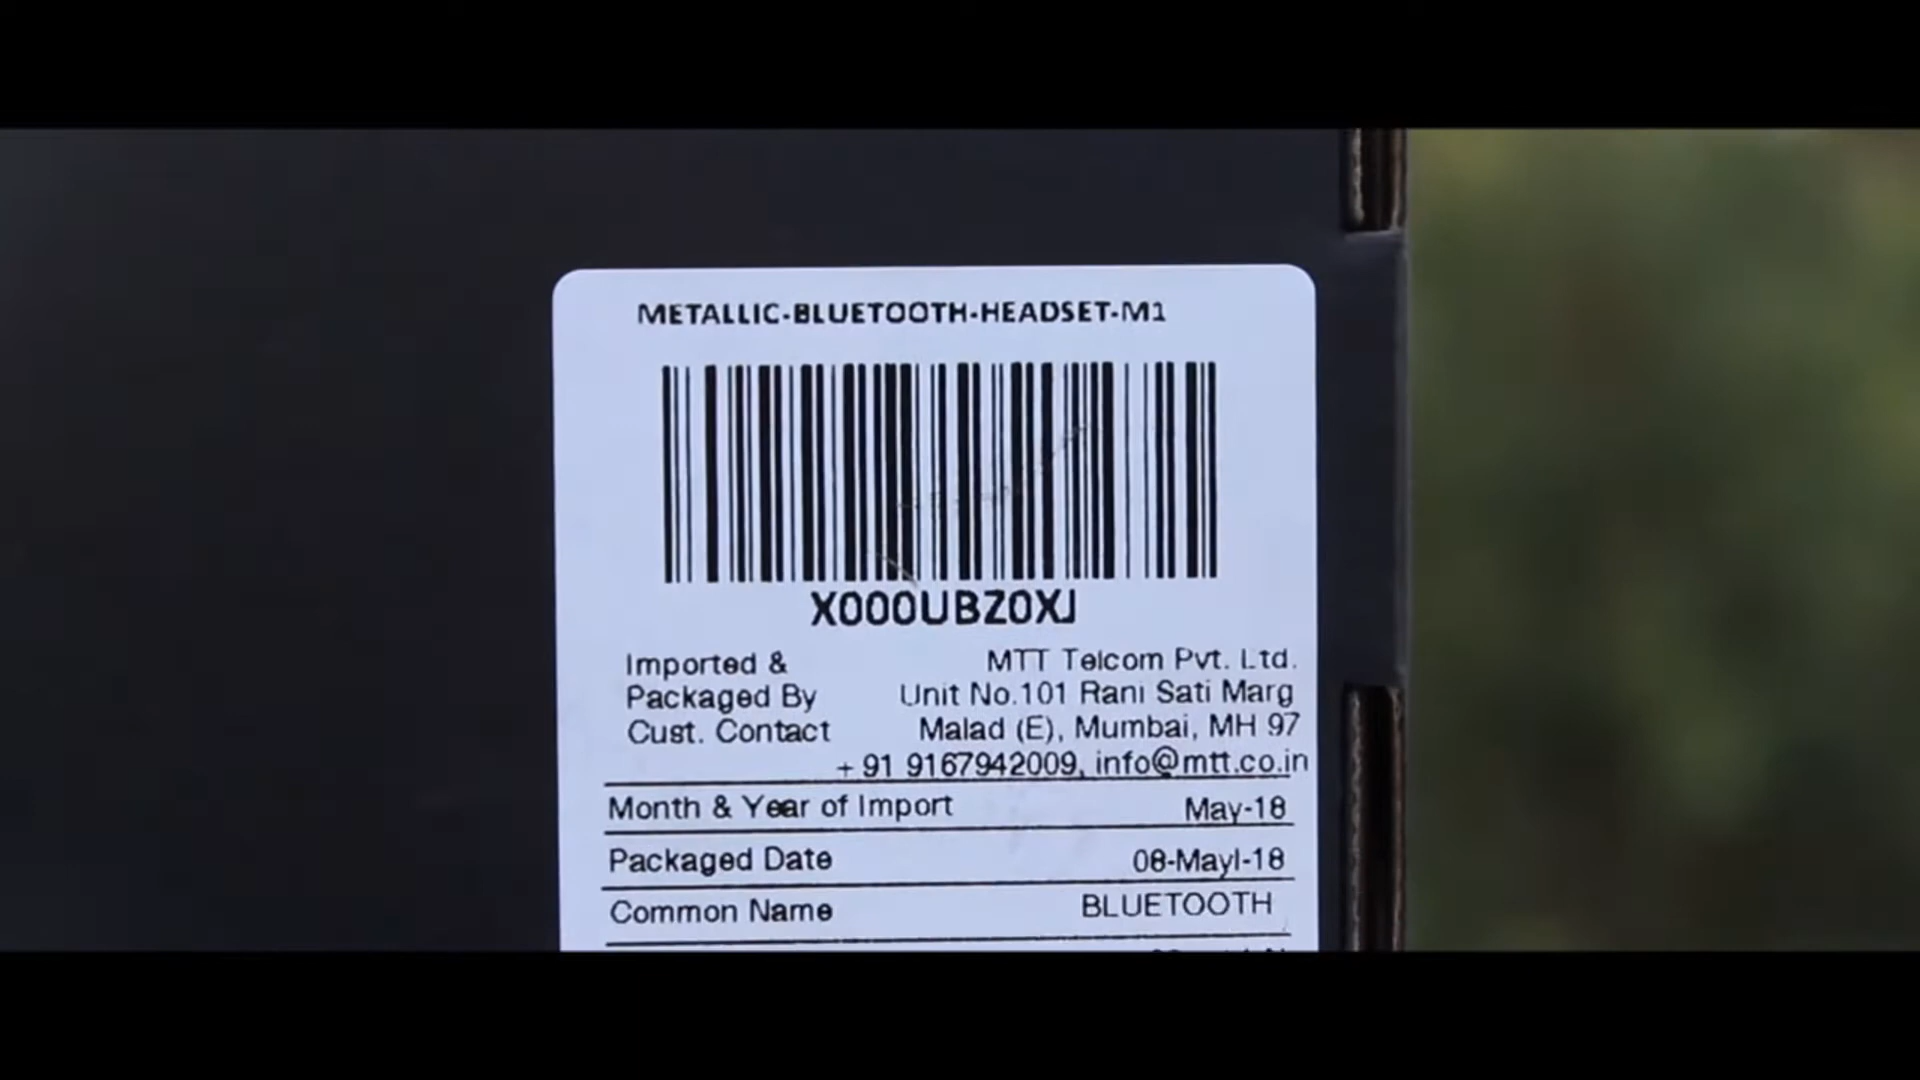 METALLIC-BLUETOOTH-HEADSET-M1
X000UBZ0XJ
Imported & MTT Telcom Pvt. Ltd.
Packaged By Unit No.101 Rani Sati Marg
Cust. Contact Malad (E), Mumbai, MH 97
+ 91 9167942009, info@mtt.co.in
Month & Year of Import May-18
Packaged Date 08-Mayl-18
Common Name BLUETOOTH